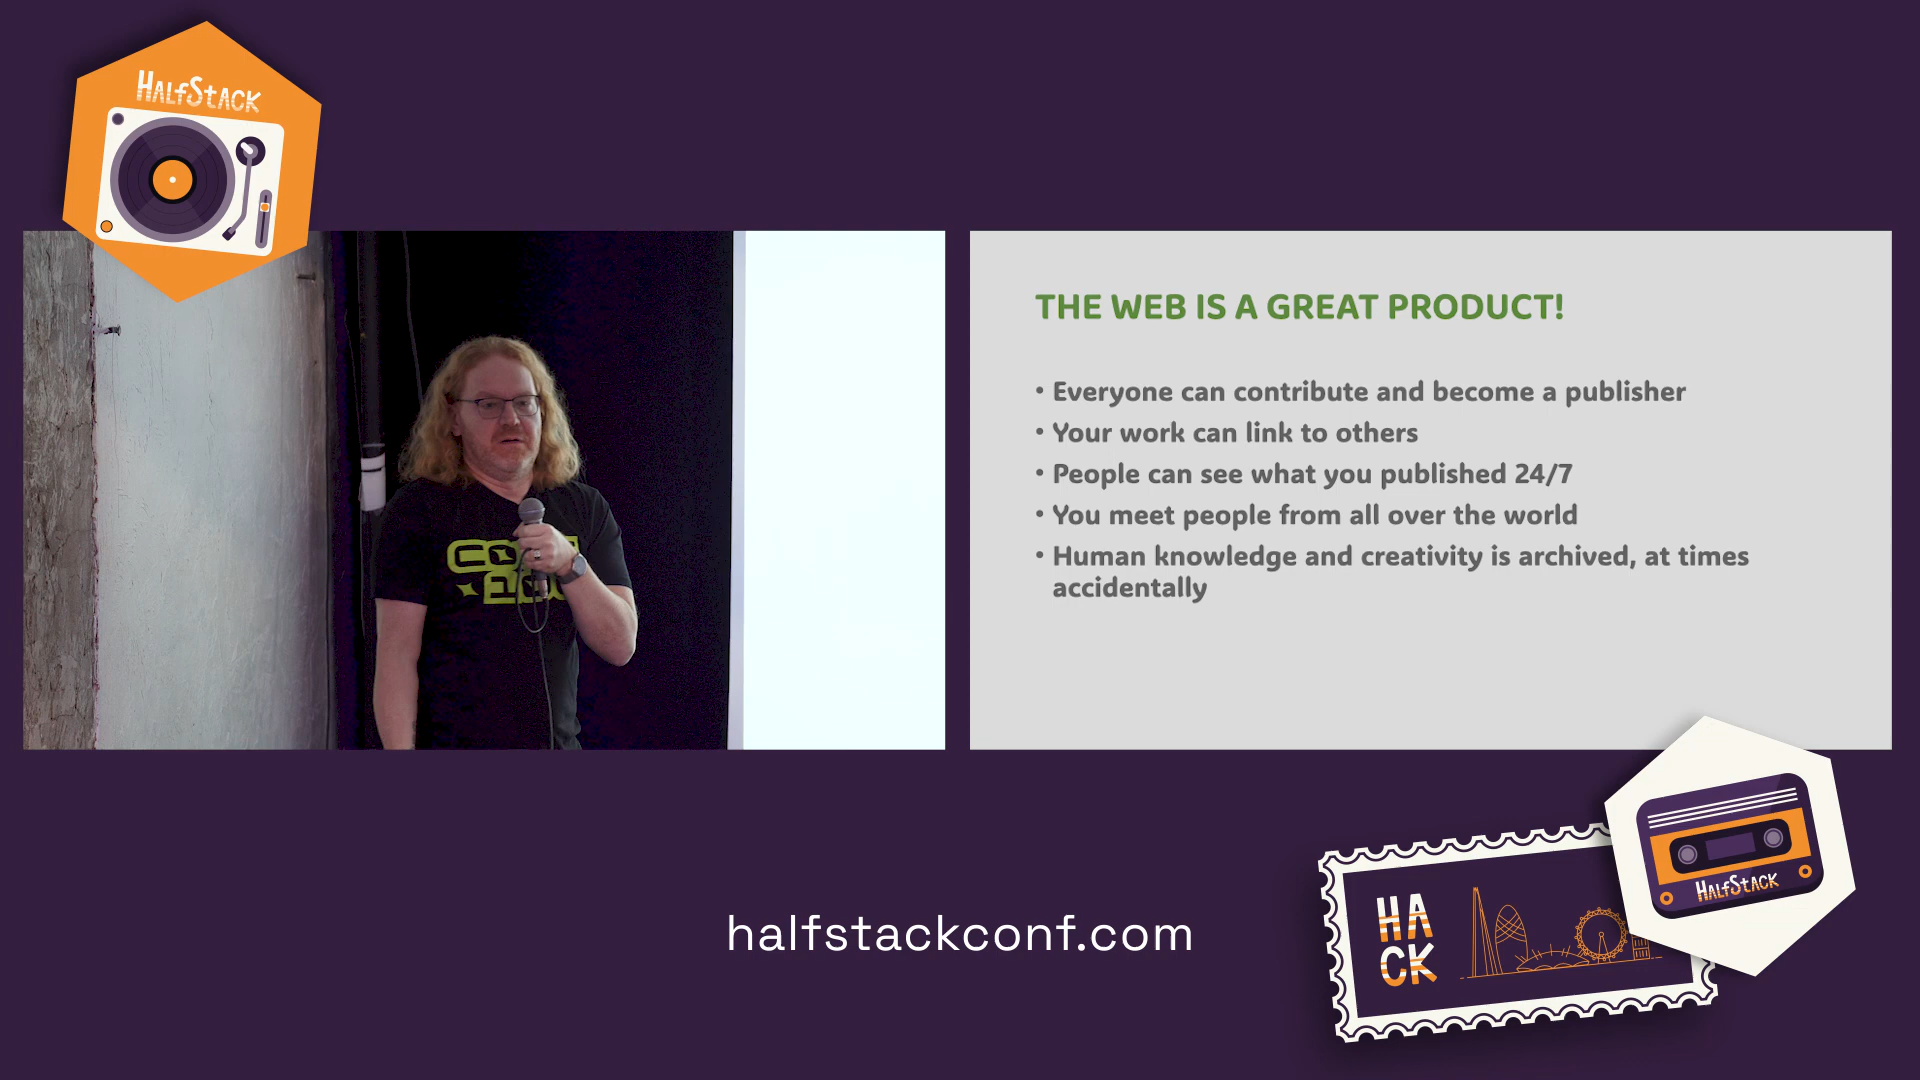 HALFSTACK
THE WEB IS A GREAT PRODUCT!
• Everyone can contribute and become a publisher
• Your work can link to others
• People can see what you published 24/7
• You meet people from all over the world
• Human knowledge and creativity is archived, at times
accidentally
halfstackconf.com
HA
CK
HALFSTACK